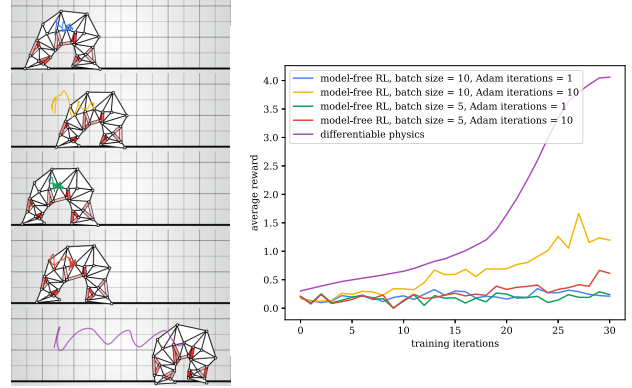 model-free RL, batch size = 10, Adam iterations = 1
model-free RL, batch size = 10, Adam iterations = 10
model-free RL, batch size = 5, Adam iterations = 1
model-free RL, batch size = 5, Adam iterations = 10
differentiable physics
average reward
4.0
3.5
3.0
2.5
2.0
1.5
1.0
0.5
0.0
0 5 10 15 20 25 30
training iterations